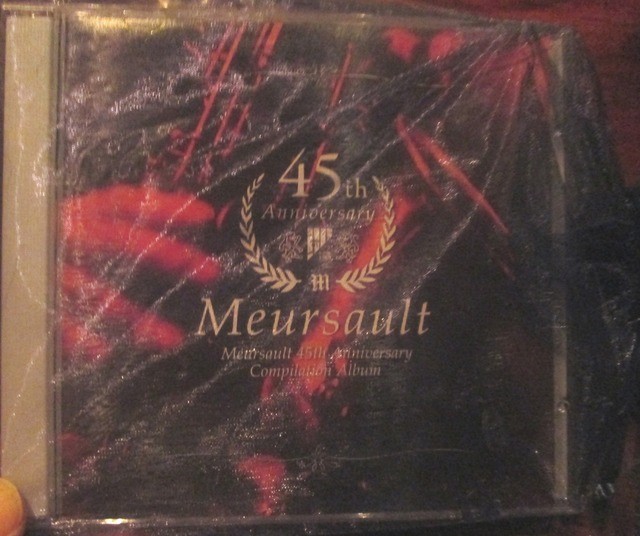 45th
Anniversary
m
Meursault
Meursault 45th Anniversary
Compilation Album